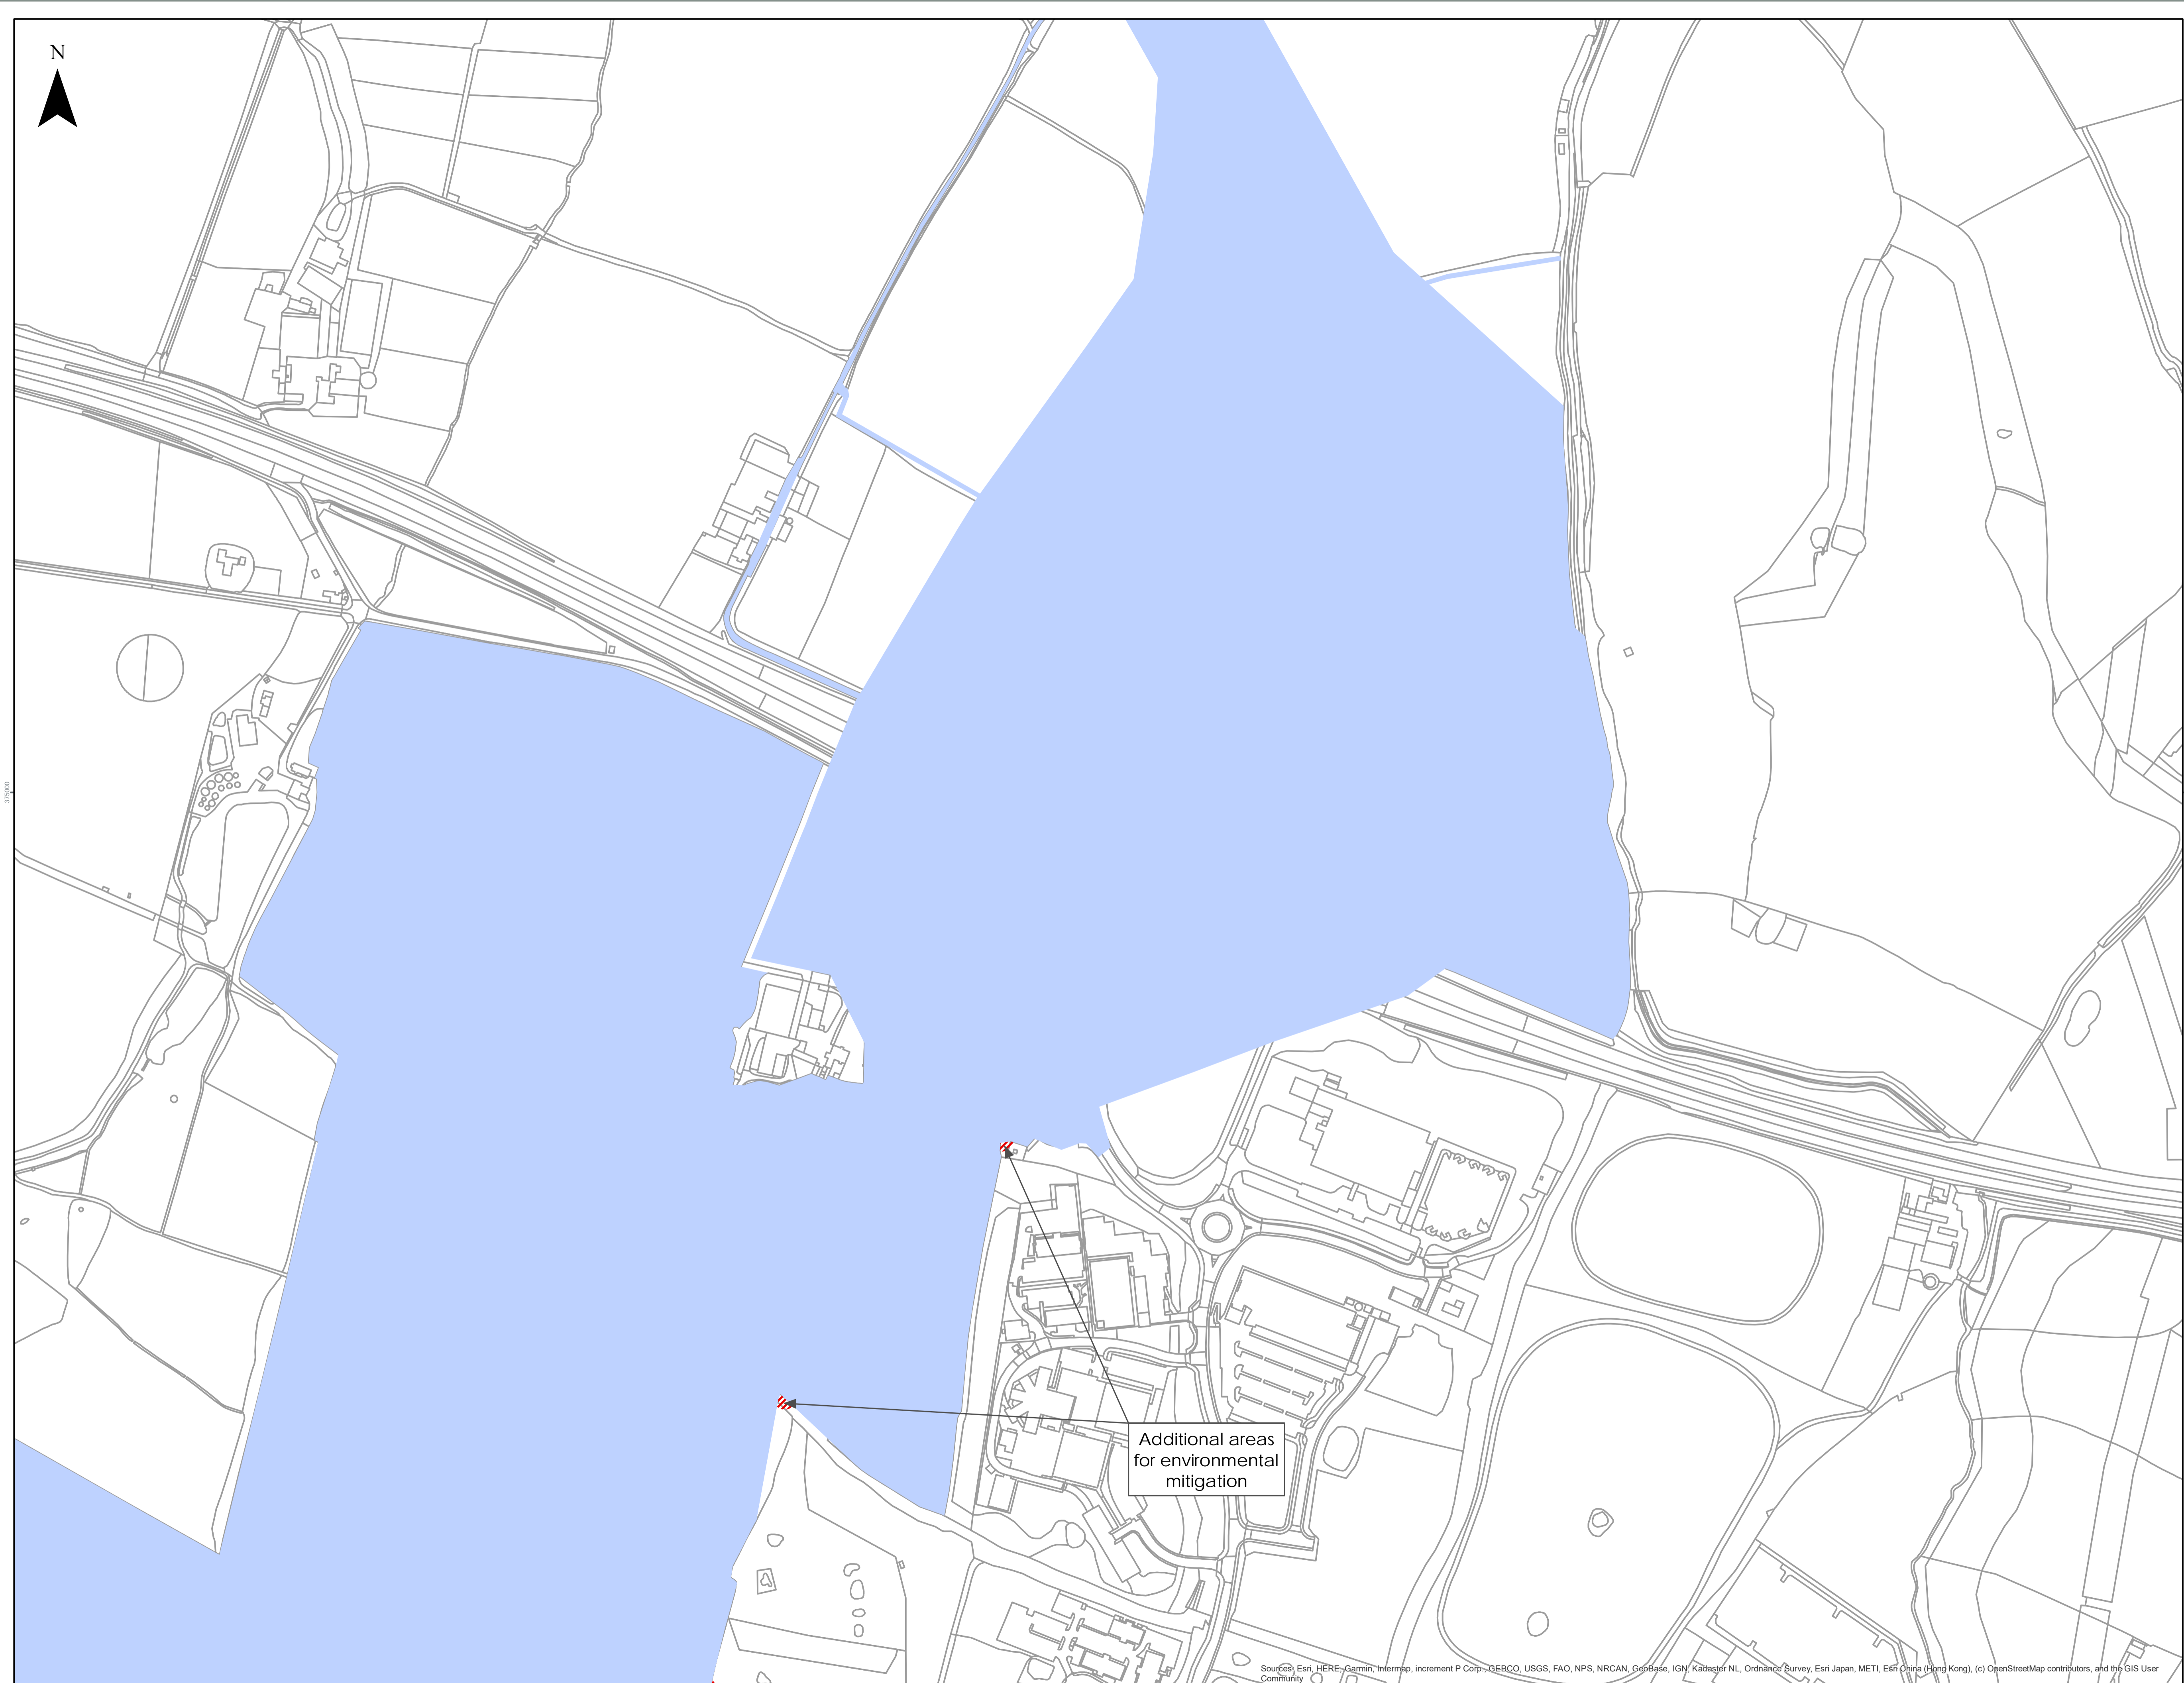 N
375000
Additional areas
for environmental
mitigation
Sources: Esri, HERE, Garmin, Intermap, increment P Corp., GEBCO, USGS, FAO, NPS, NRCAN, GeoBase, IGN, Kadaster NL, Ordnance Survey, Esri Japan, METI, Esri China (Hong Kong), (c) OpenStreetMap contributors, and the GIS User
Community